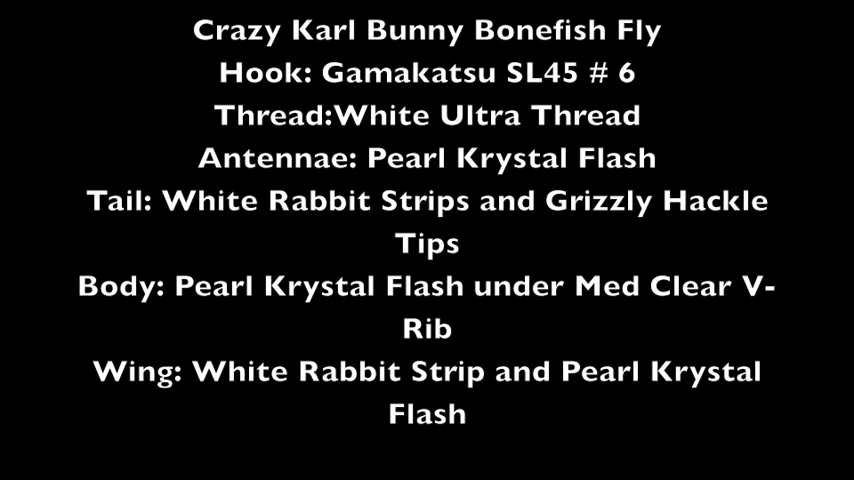 Crazy Karl Bunny Bonefish Fly
Hook: Gamakatsu SL45 # 6
Thread:White Ultra Thread
Antennae: Pearl Krystal Flash
Tail: White Rabbit Strips and Grizzly Hackle
Tips
Body: Pearl Krystal Flash under Med Clear V-
Rib
Wing: White Rabbit Strip and Pearl Krystal
Flash